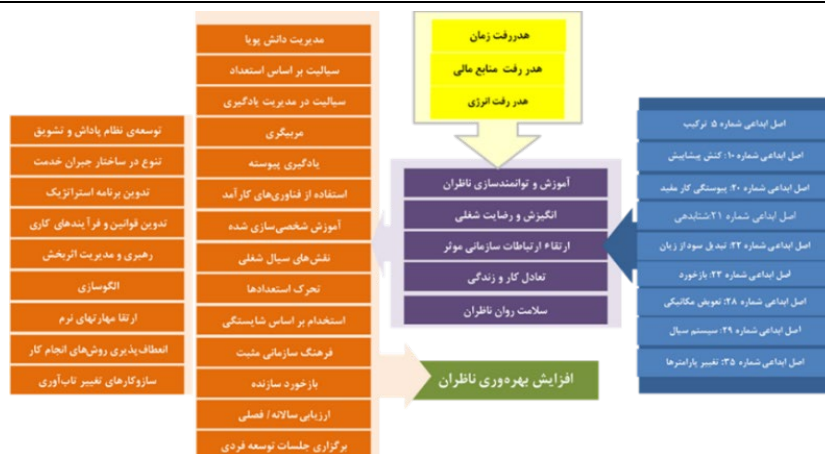 هدررفت زمان
هدر رفت منابع مالی
هدر رفت انرژی
اصل ابداعی شماره ۵: ترکیب
اصل ابداعی شماره ۱۰: کنش پیشاپیش
اصل ابداعی شماره ۲۰: پیوستگی کار مفید
اصل ابداعی شماره ۲۱:شتابدهی
اصل ابداعی شماره ۲۲: تبدیل سود از زیان
اصل ابداعی شماره ۲۳: بازخورد
اصل ابداعی شماره ۲۸: تعویض مکانیکی
اصل ابداعی شماره ۲۹: سیستم سیال
اصل ابداعی شماره ۳۵: تغییر پارامترها
آموزش و توانمندسازی ناظران
انگیزش و رضایت شغلی
ارتقاء ارتباطات سازمانی موثر
تعادل کار و زندگی
سلامت روان ناظران
افزایش بهره‌وری ناظران
مدیریت دانش پویا
سیالیت بر اساس استعداد
سیالیت در مدیریت یادگیری
مربیگری
یادگیری پیوسته
استفاده از فناوری‌های کارآمد
آموزش شخصی‌سازی شده
نقش‌های سیال شغلی
تحرک استعدادها
استخدام بر اساس شایستگی
فرهنگ سازمانی مثبت
بازخورد سازنده
ارزیابی سالانه/ فصلی
برگزاری جلسات توسعه فردی
توسعه‌ی نظام پاداش و تشویق
تنوع در ساختار جبران خدمت
تدوین برنامه استراتژیک
تدوین قوانین و فرآیندهای کاری
رهبری و مدیریت اثربخش
الگوسازی
ارتقا مهارتهای نرم
انعطاف‌پذیری روش‌های انجام کار
سازوکارهای تغییر تاب‌آوری